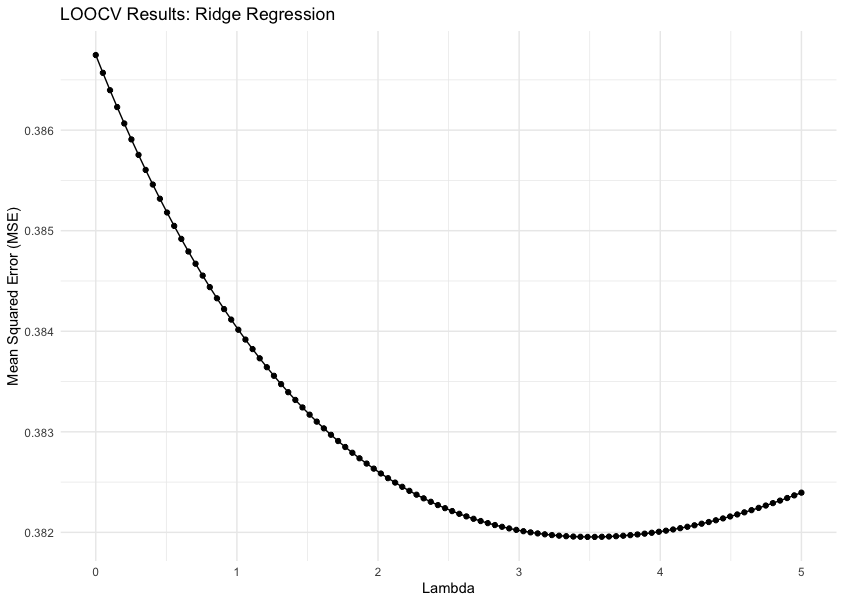 LOOCV Results: Ridge Regression
Mean Squared Error (MSE)
0.386
0.385
0.384
0.383
0.382
0 1 2 3 4 5
Lambda